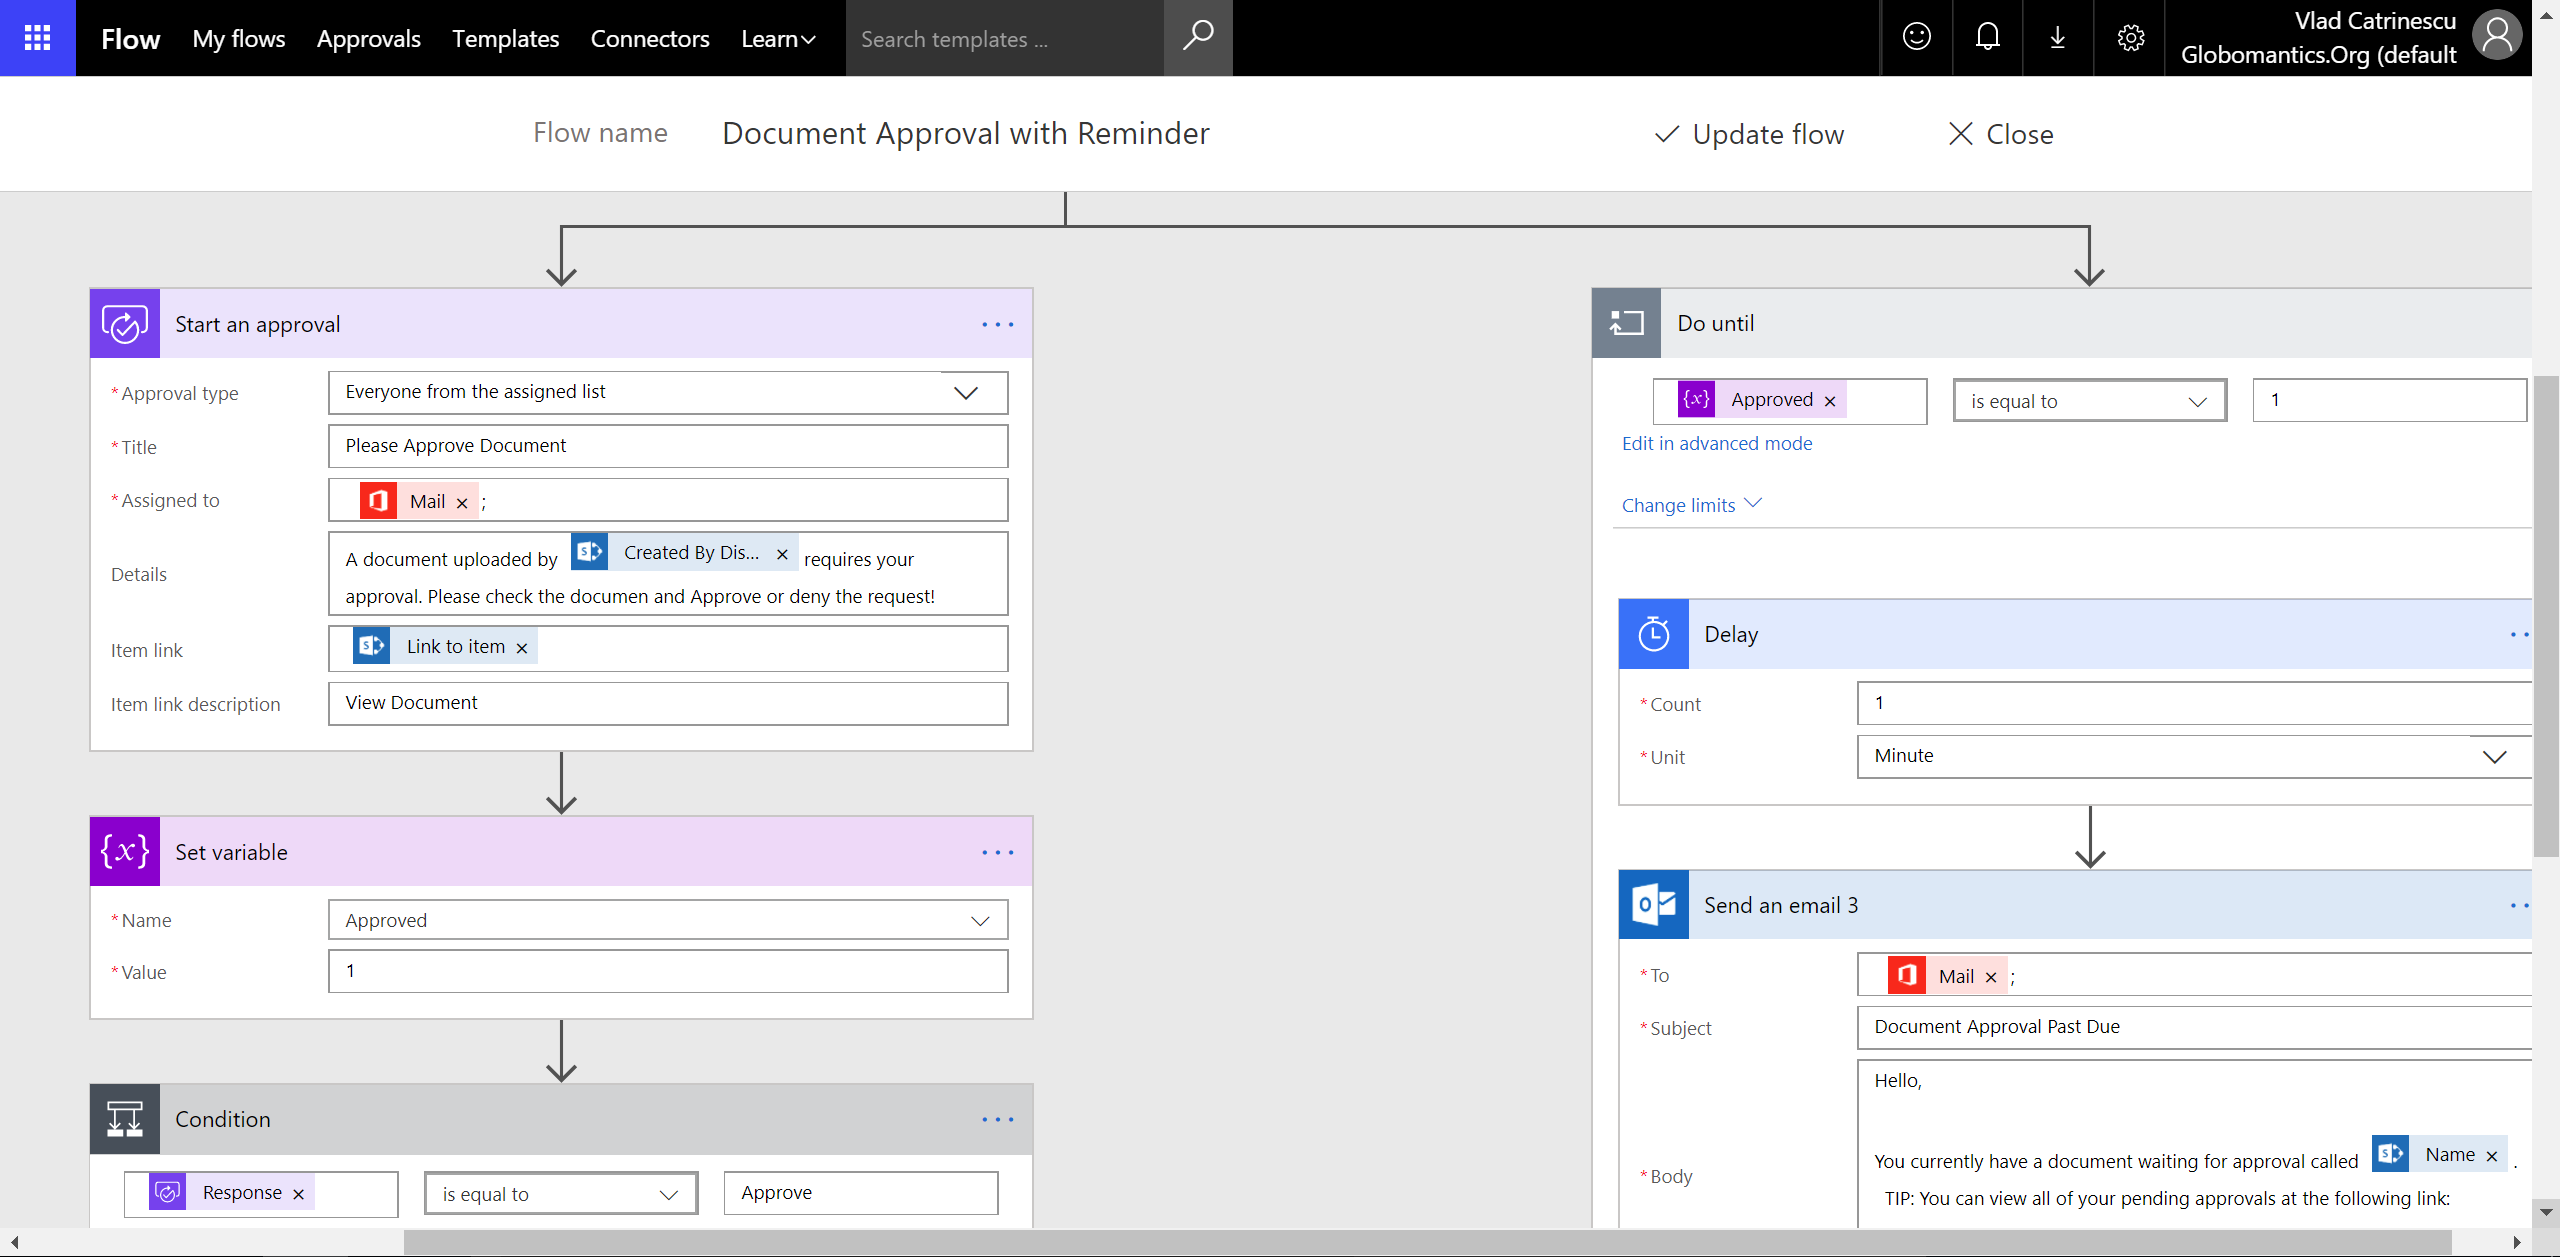 Flow My flows Approvals Templates Connectors Learn Search templates ... Vlad Catrinescu
Globomantics.Org (default
Flow name Document Approval with Reminder Update flow Close
Start an approval
* Approval type Everyone from the assigned list
* Title Please Approve Document
* Assigned to Mail × ;
Details A document uploaded by Created By Dis... × requires your
approval. Please check the documen and Approve or deny the request!
Item link Link to item ×
Item link description View Document
{x} Set variable
* Name Approved
* Value 1
Condition
Response × is equal to Approve
Do until
{x} Approved × is equal to 1
Edit in advanced mode
Change limits
Delay
* Count 1
* Unit Minute
Send an email 3
* To Mail × ;
* Subject Document Approval Past Due
* Body Hello,
You currently have a document waiting for approval called Name × .
TIP: You can view all of your pending approvals at the following link: